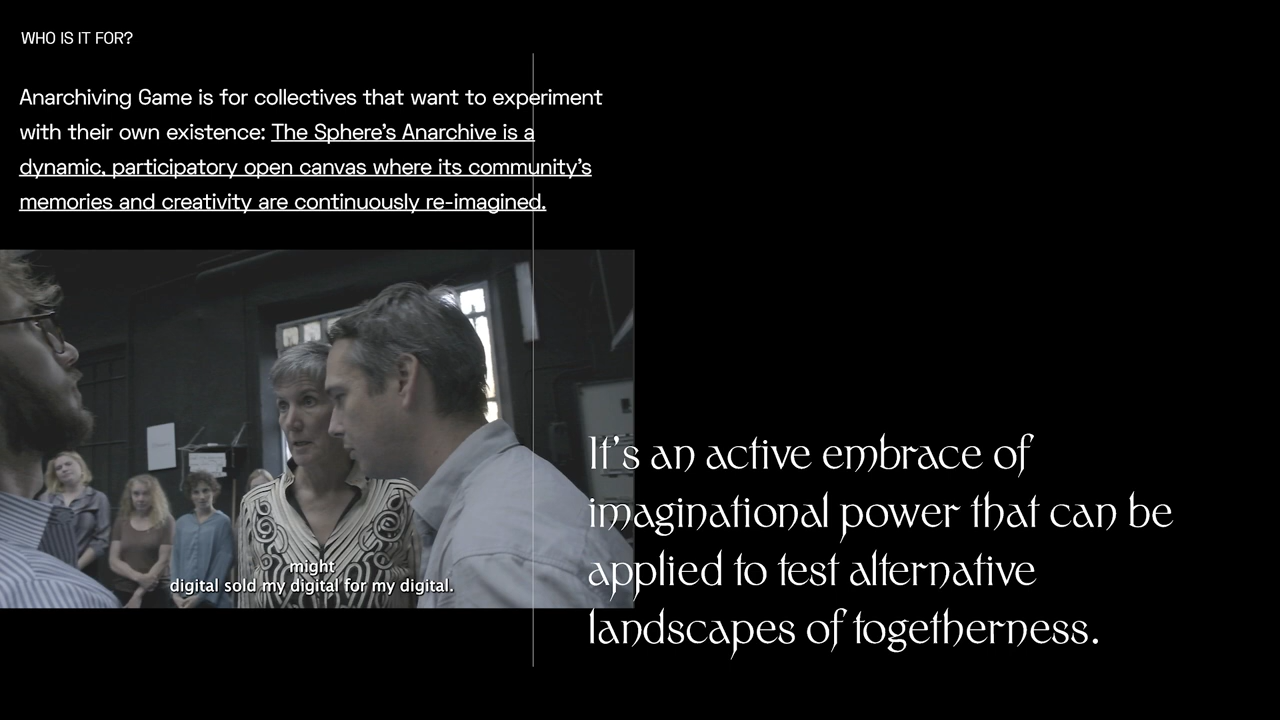 WHO IS IT FOR?
Anarchiving Game is for collectives that want to experiment
with their own existence: The Sphere's Anarchive is a
dynamic, participatory open canvas where its community's
memories and creativity are continuously re-imagined.
might
digital sold my digital for my digital.
It's an active embrace of
imaginational power that can be
applied to test alternative
landscapes of togetherness.